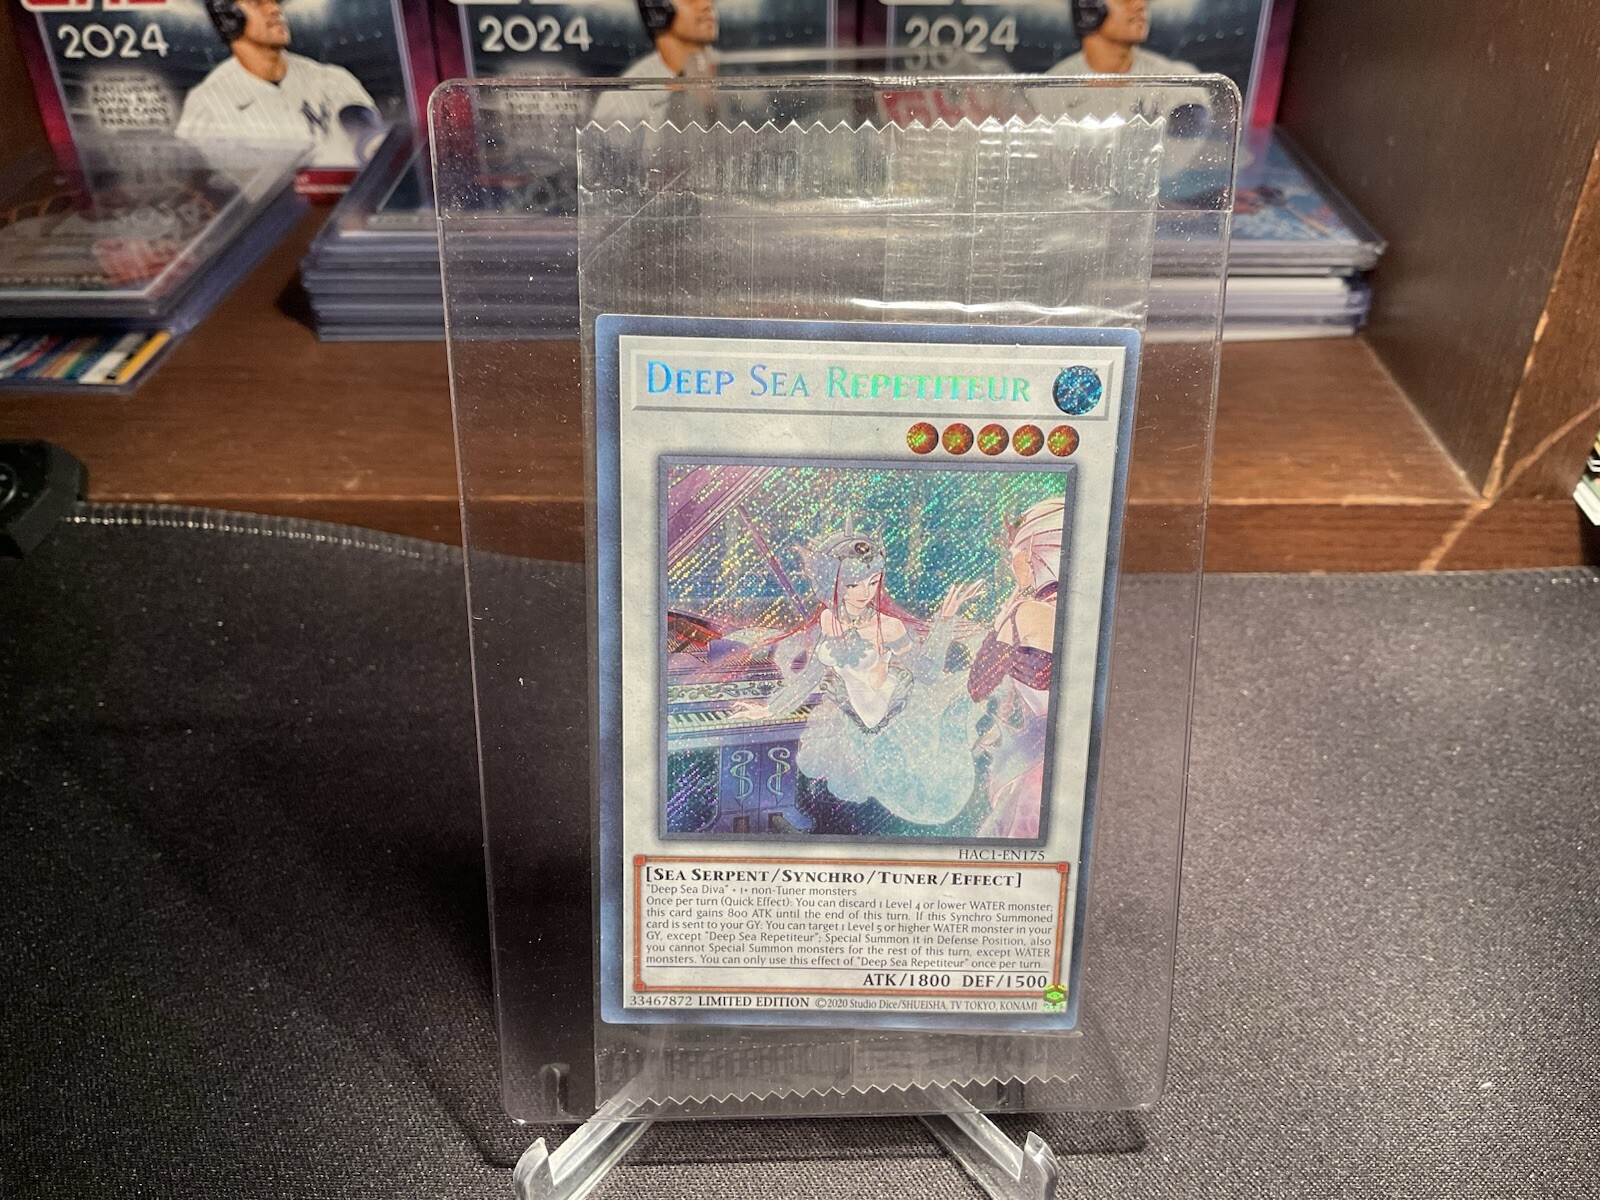 2024
2024
2024
EXCLUSIVE
ROYAL BLUE
BASE CARD
PARALLELS
DEEP SEA REPETITEUR
HAC1-EN175
[SEA SERPENT/SYNCHRO/TUNER/EFFECT]
"Deep Sea Diva" + 1+ non-Tuner monsters
Once per turn (Quick Effect): You can discard 1 Level 4 or lower WATER monster;
this card gains 800 ATK until the end of this turn. If this Synchro Summoned
card is sent to your GY: You can target 1 Level 5 or higher WATER monster in your
GY, except "Deep Sea Repetiteur"; Special Summon it in Defense Position, also
you cannot Special Summon monsters for the rest of this turn, except WATER
monsters. You can only use this effect of "Deep Sea Repetiteur" once per turn.
ATK/1800 DEF/1500
33467872 LIMITED EDITION ©2020 Studio Dice/SHUEISHA, TV TOKYO, KONAMI